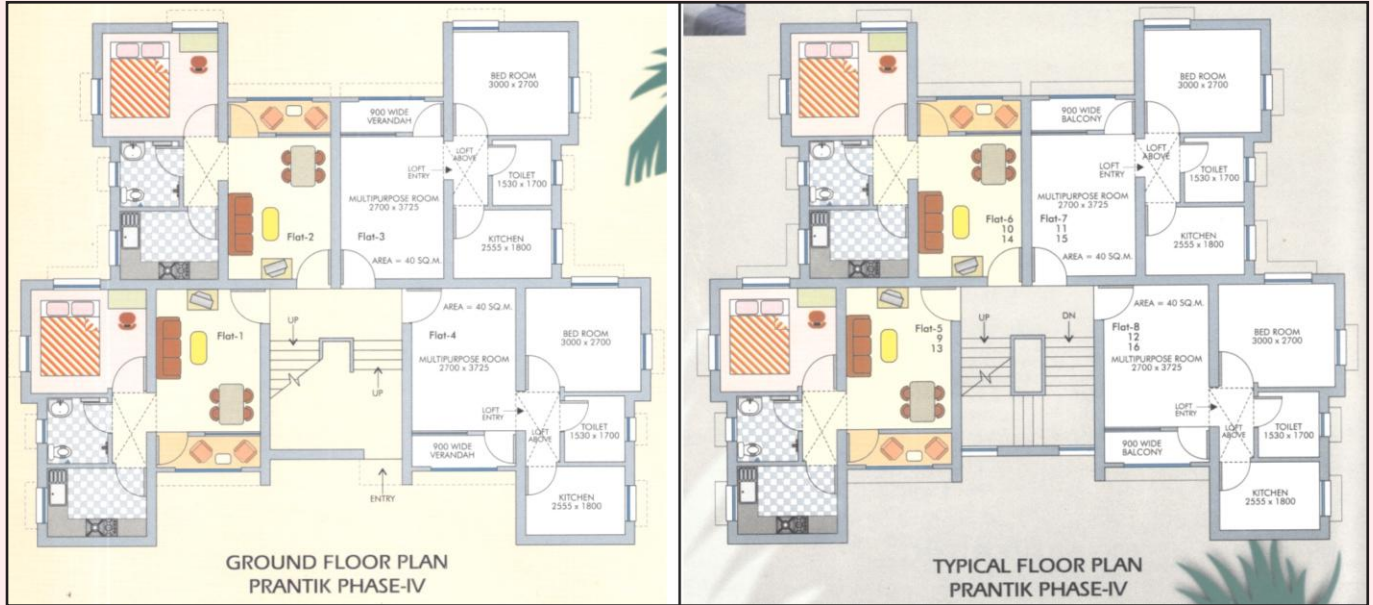 BED ROOM
3000 x 2700
900 WIDE
VERANDAH
LOFT
ABOVE
LOFT
ENTRY
TOILET
1530 x 1700
MULTIPURPOSE ROOM
2700 x 3725
Flat-2
Flat-3
KITCHEN
2555 x 1800
AREA = 40 SQ.M.
AREA = 40 SQ.M.
UP
Flat-1
Flat-4
BED ROOM
3000 x 2700
MULTIPURPOSE ROOM
2700 x 3725
UP
LOFT
ENTRY
LOFT
ABOVE
TOILET
1530 x 1700
900 WIDE
VERANDAH
ENTRY
KITCHEN
2555 x 1800
GROUND FLOOR PLAN
PRANTIK PHASE-IV
BED ROOM
3000 x 2700
900 WIDE
BALCONY
LOFT
ABOVE
LOFT
ENTRY
TOILET
1530 x 1700
MULTIPURPOSE ROOM
2700 x 3725
Flat-6
10
14
Flat-7
11
15
KITCHEN
2555 x 1800
AREA = 40 SQ.M.
AREA = 40 SQ.M.
UP
DN
Flat-5
9
13
Flat-8
12
16
BED ROOM
3000 x 2700
MULTIPURPOSE ROOM
2700 x 3725
LOFT
ENTRY
LOFT
ABOVE
TOILET
1530 x 1700
900 WIDE
BALCONY
KITCHEN
2555 x 1800
TYPICAL FLOOR PLAN
PRANTIK PHASE-IV